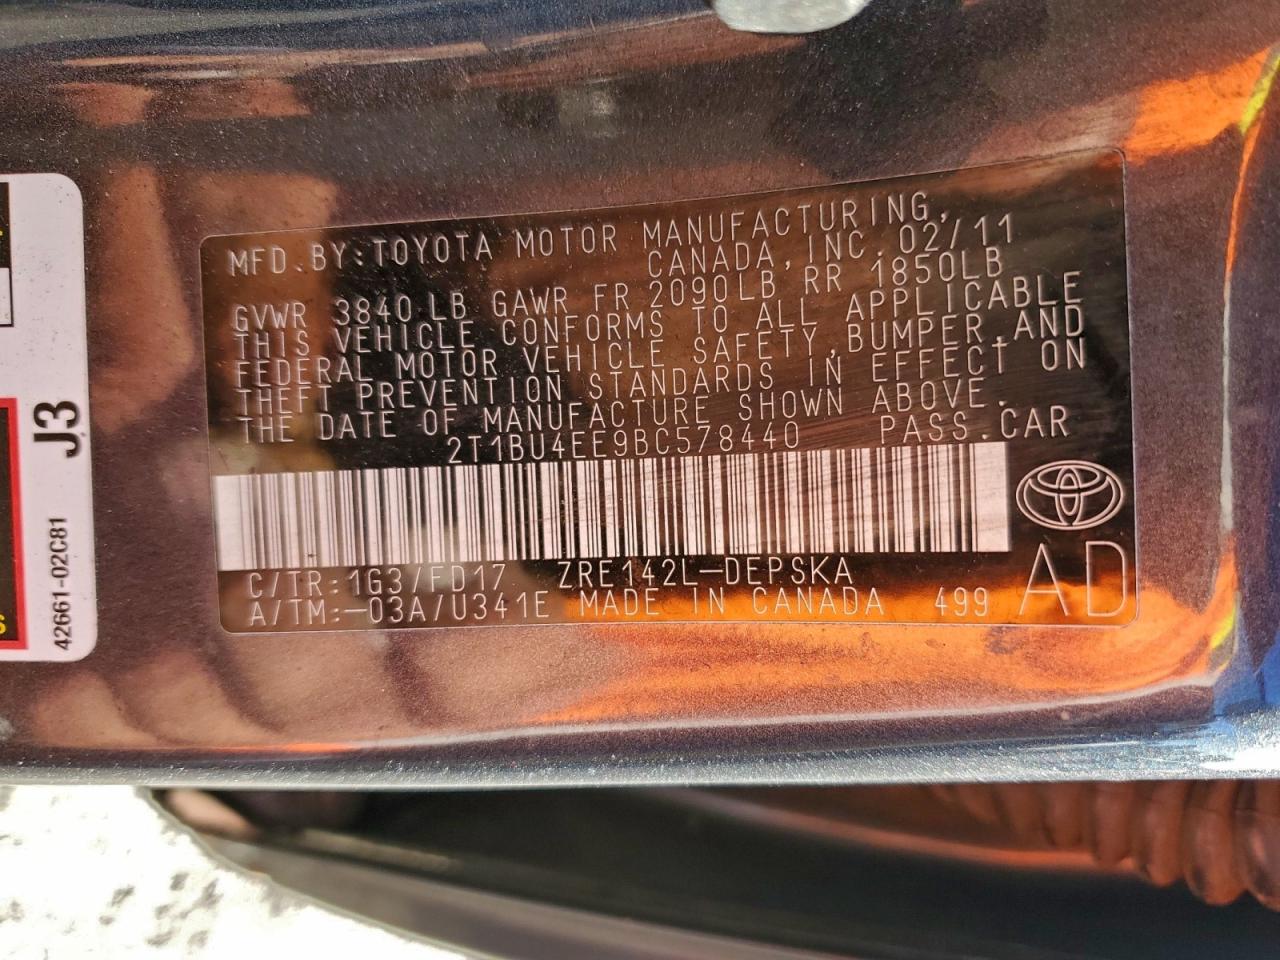 MFD.BY:TOYOTA MOTOR MANUFACTURING,
CANADA,INC.02/11
GVWR 3840LB GAWR FR 2090LB RR 1850LB
THIS VEHICLE CONFORMS TO ALL APPLICABLE
FEDERAL MOTOR VEHICLE SAFETY,BUMPER,AND
THEFT PREVENTION STANDARDS IN EFFECT ON
THE DATE OF MANUFACTURE SHOWN ABOVE.
2T1BU4EE9BC578440 PASS.CAR
C/TR:1G3/FD17 ZRE142L-DEPSKA
A/TM:-03A/U341E MADE IN CANADA 499
AD
J3
42661-02C81